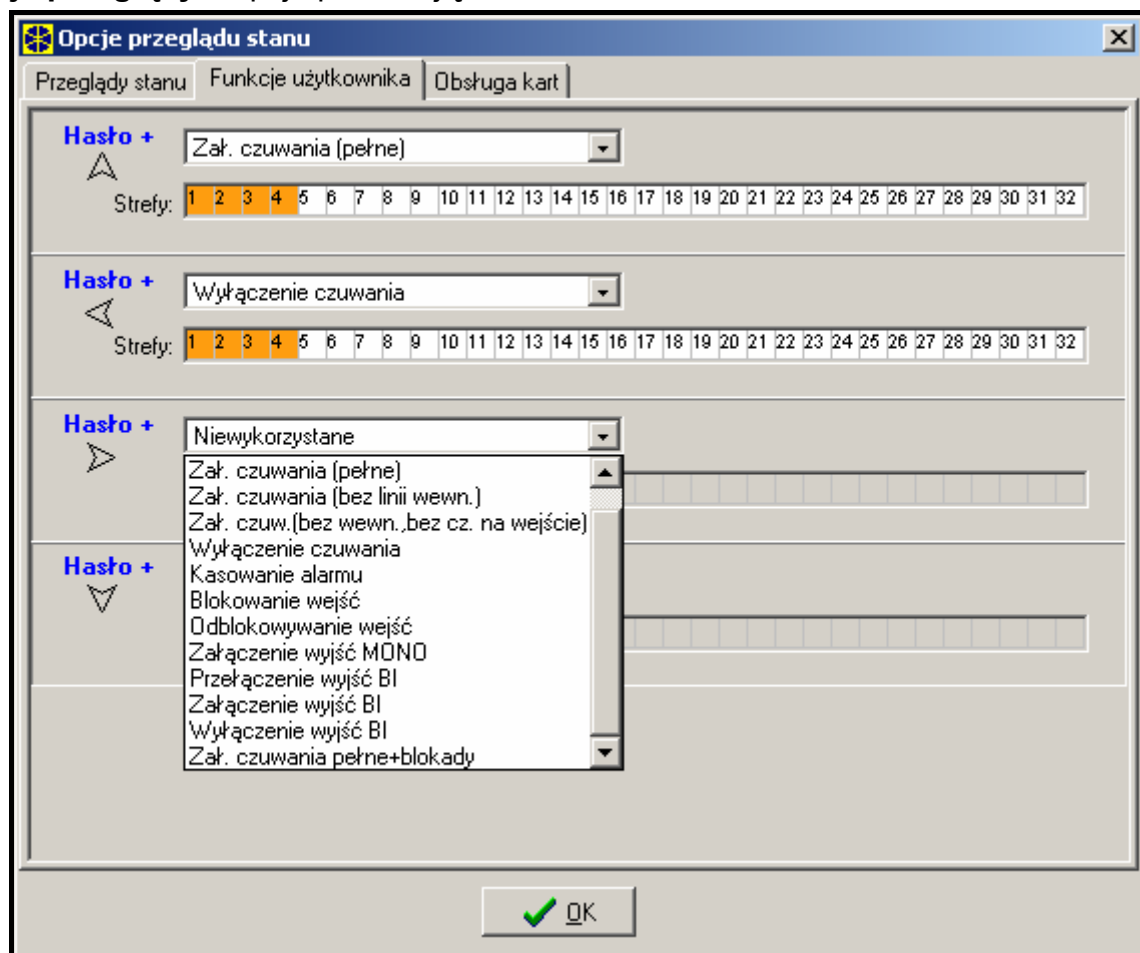 Opcje przeglądu stanu
Przeglądy stanu Funkcje użytkownika Obsługa kart
Hasło +
Zał. czuwania (pełne)
Strefy: 1 2 3 4 5 6 7 8 9 10 11 12 13 14 15 16 17 18 19 20 21 22 23 24 25 26 27 28 29 30 31 32
Hasło +
Wyłączenie czuwania
Strefy: 1 2 3 4 5 6 7 8 9 10 11 12 13 14 15 16 17 18 19 20 21 22 23 24 25 26 27 28 29 30 31 32
Hasło +
Niewykorzystane
Zał. czuwania (pełne)
Zał. czuwania (bez linii wewn.)
Zał. czuw.(bez wewn.,bez cz. na wejście)
Wyłączenie czuwania
Hasło +
Kasowanie alarmu
Blokowanie wejść
Odblokowywanie wejść
Załączenie wyjść MONO
Przełączenie wyjść BI
Załączenie wyjść BI
Wyłączenie wyjść BI
Zał. czuwania pełne+blokady
OK